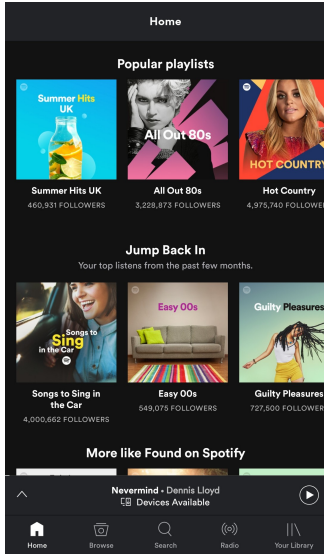 Home
Popular playlists
Summer Hits
UK
All Out 80s
HOT COUNTRY
Summer Hits UK
All Out 80s
Hot Country
460,931 FOLLOWERS
3,228,873 FOLLOWERS
4,975,740 FOLLOWERS
Jump Back In
Your top listens from the past few months.
Songs to
Sing
in the Car
Easy 00s
Guilty Pleasures
Songs to Sing in
the Car
Easy 00s
Guilty Pleasures
4,000,662 FOLLOWERS
549,075 FOLLOWERS
727,500 FOLLOWERS
More like Found on Spotify
Nevermind • Dennis Lloyd
Devices Available
Home
Browse
Search
Radio
Your Library